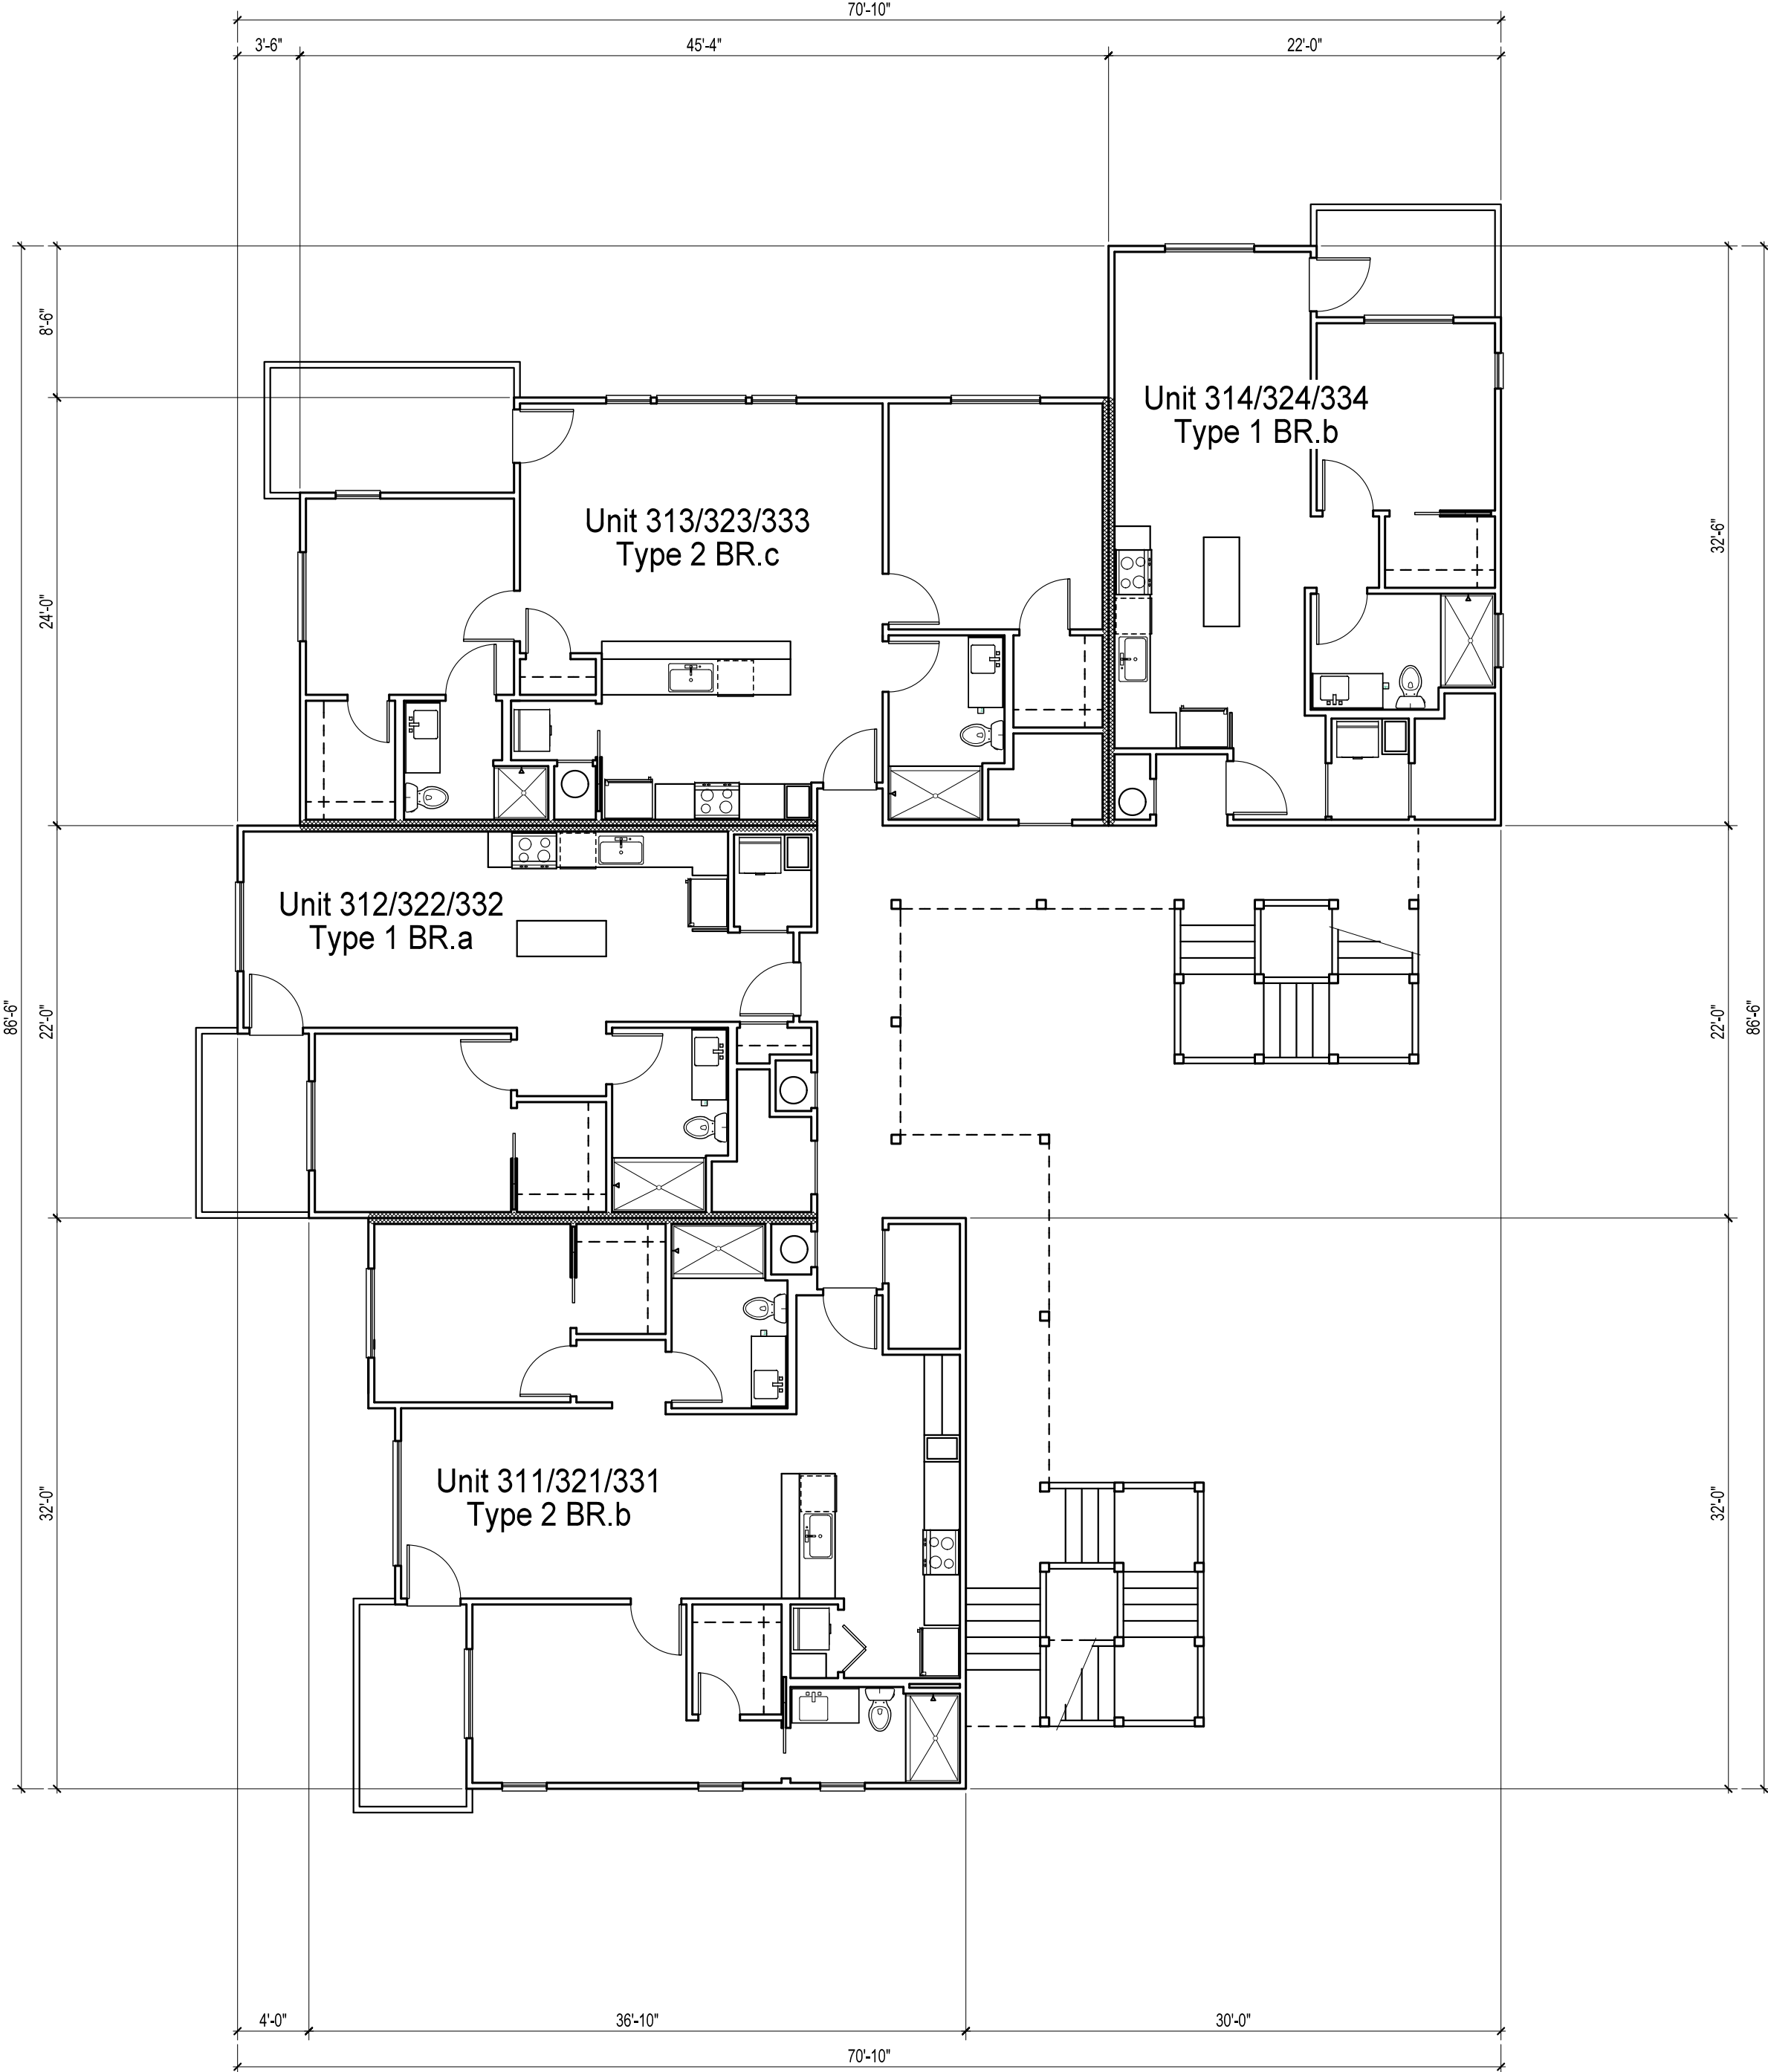 70'-10"
3'-6"
45'-4"
22'-0"
8'-6"
Unit 314/324/334
Type 1 BR.b
Unit 313/323/333
Type 2 BR.c
32'-6"
24'-0"
Unit 312/322/332
Type 1 BR.a
86'-6"
22'-0"
22'-0"
86'-6"
Unit 311/321/331
Type 2 BR.b
32'-0"
32'-0"
4'-0"
36'-10"
30'-0"
70'-10"